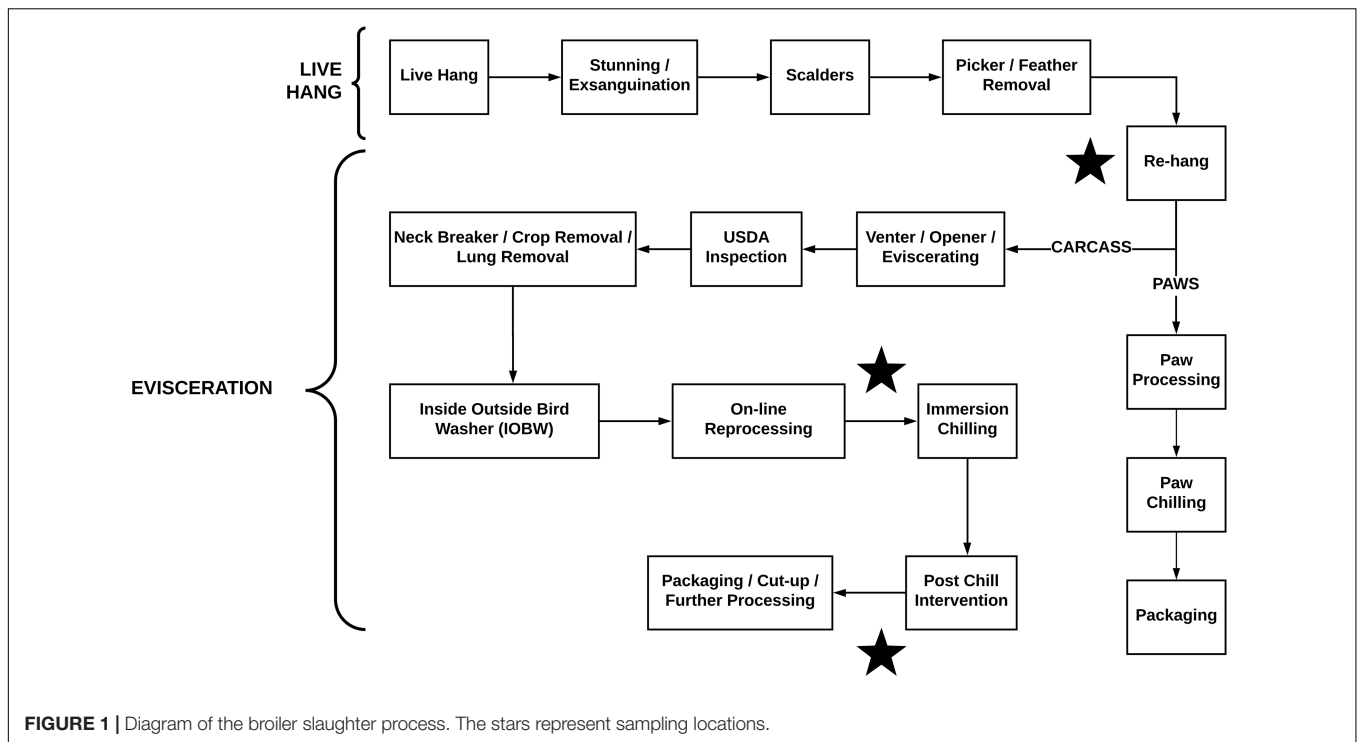 LIVE
HANG
Live Hang
Stunning /
Exsanguination
Scalders
Picker / Feather
Removal
Re-hang
Neck Breaker / Crop Removal /
Lung Removal
USDA
Inspection
Venter / Opener /
Eviscerating
CARCASS
PAWS
EVISCERATION
Inside Outside Bird
Washer (IOBW)
On-line
Reprocessing
Immersion
Chilling
Paw
Processing
Paw
Chilling
Packaging / Cut-up /
Further Processing
Post Chill
Intervention
Packaging
FIGURE 1 | Diagram of the broiler slaughter process. The stars represent sampling locations.